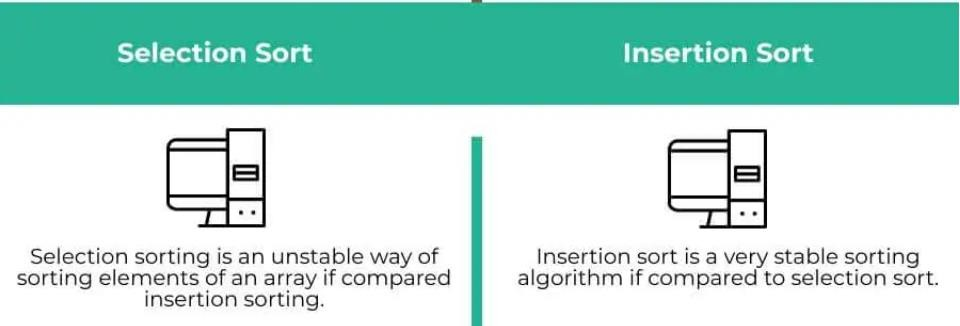 Selection Sort
Insertion Sort
Selection sorting is an unstable way of
sorting elements of an array if compared
insertion sorting.
Insertion sort is a very stable sorting
algorithm if compared to selection sort.